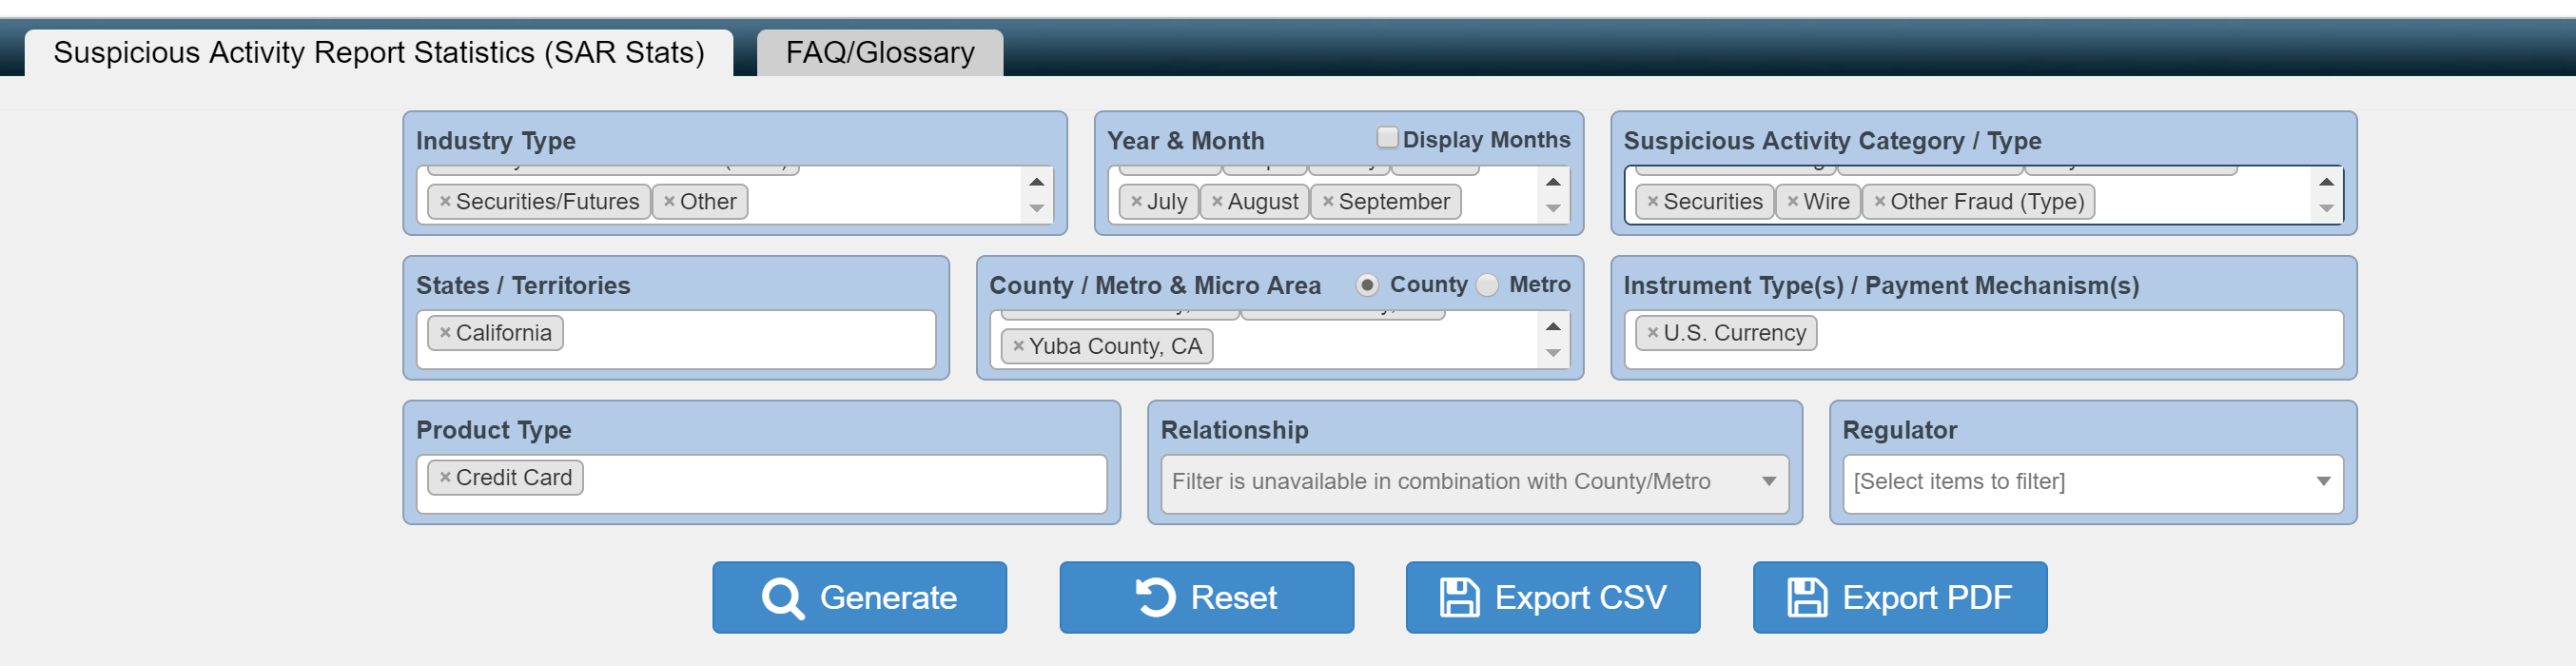 Suspicious Activity Report Statistics (SAR Stats) FAQ/Glossary
Industry Type
× Securities/Futures × Other
Year & Month Display Months
× July × August × September
Suspicious Activity Category / Type
× Securities × Wire × Other Fraud (Type)
States / Territories
× California
County / Metro & Micro Area County Metro
× Yuba County, CA
Instrument Type(s) / Payment Mechanism(s)
× U.S. Currency
Product Type
× Credit Card
Relationship
Filter is unavailable in combination with County/Metro
Regulator
[Select items to filter]
Generate Reset Export CSV Export PDF